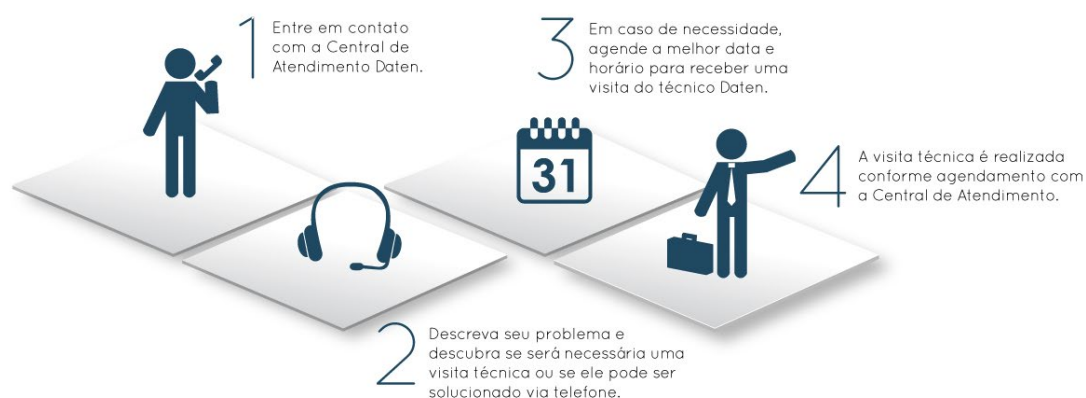 1
Entre em contato
com a Central de
Atendimento Daten.
2
Descreva seu problema e
descubra se será necessária uma
visita técnica ou se ele pode ser
solucionado via telefone.
3
Em caso de necessidade,
agende a melhor data e
horário para receber uma
visita do técnico Daten.
31
4
A visita técnica é realizada
conforme agendamento com
a Central de Atendimento.